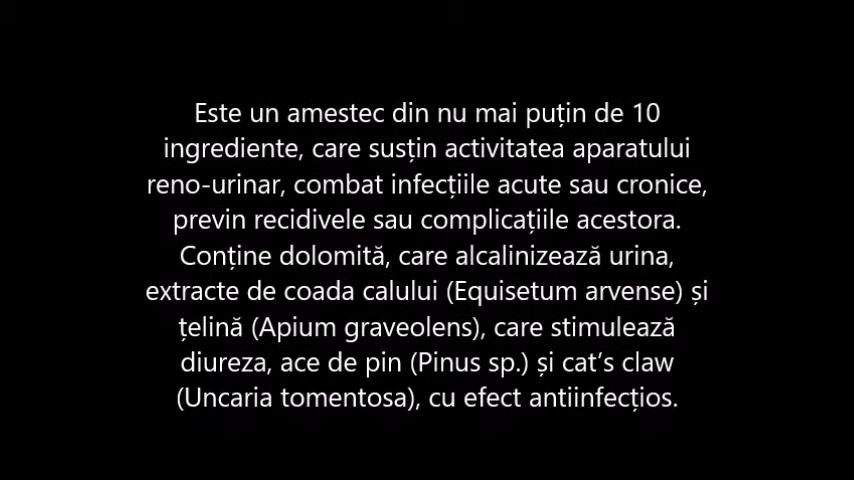 Este un amestec din nu mai puțin de 10
ingrediente, care susțin activitatea aparatului
reno-urinar, combat infecțiile acute sau cronice,
previn recidivele sau complicațiile acestora.
Conține dolomită, care alcalinizează urina,
extracte de coada calului (Equisetum arvense) și
țelină (Apium graveolens), care stimulează
diureza, ace de pin (Pinus sp.) și cat’s claw
(Uncaria tomentosa), cu efect antiinfecțios.